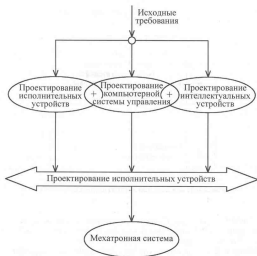 Исходные
требования
Проектирование
исполнительных
устройств
+
Проектирование
компьютерной
системы управления
+
Проектирование
интеллектуальных
устройств
Проектирование исполнительных устройств
Мехатронная система